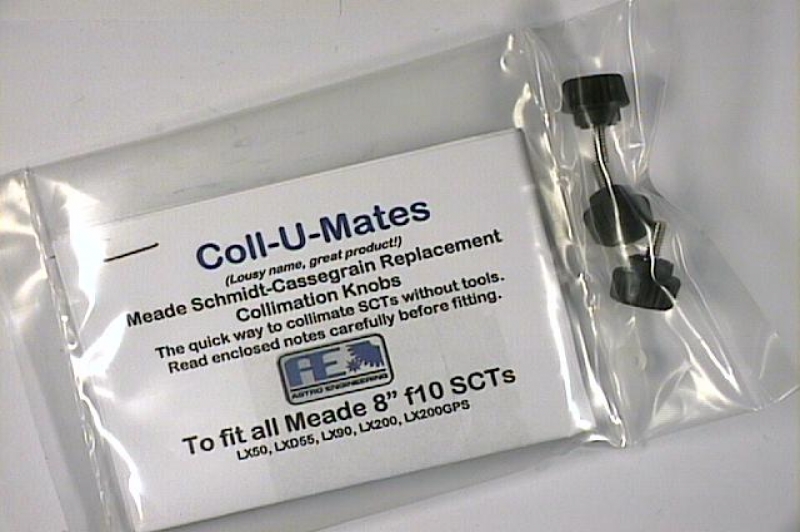 Coll-U-Mates
(Lousy name, great product!)
Meade Schmidt-Cassegrain Replacement
Collimation Knobs
The quick way to collimate SCTs without tools.
Read enclosed notes carefully before fitting.
AE
ASTRO ENGINEERING
To fit all Meade 8" f10 SCTs
LX50, LXD55, LX90, LX200, LX200GPS